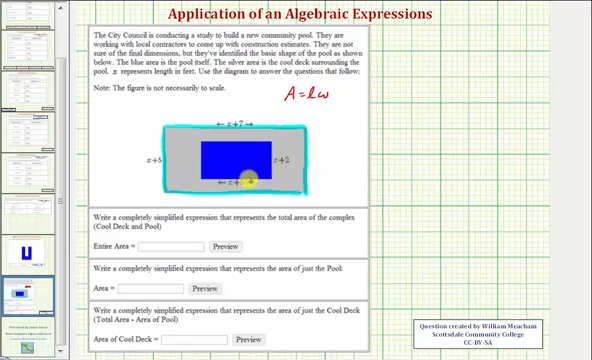 Application of an Algebraic Expressions
The City Council is conducting a study to build a new community pool. They are
working with local contractors to come up with construction estimates. They are not
sure of the final dimensions, but they've identified the basic shape of the pool as shown
below. The blue area is the pool itself. The silver area is the cool deck surrounding
the pool. x represents length in feet. Use the diagram to answer the questions that follow:
Note: The figure is not necessarily to scale.
A=lw
← x+7 →
x+2
Write a completely simplified expression that represents the total area of the complex
(Cool Deck and Pool)
Entire Area =
Preview
Write a completely simplified expression that represents the area of just the Pool:
Area =
Preview
Write a completely simplified expression that represents the area of just the Cool Deck
(Total Area - Area of Pool)
Area of Cool Deck =
Preview
Question created by William Meacham
Scottsdale Community College
CC-BY-SA